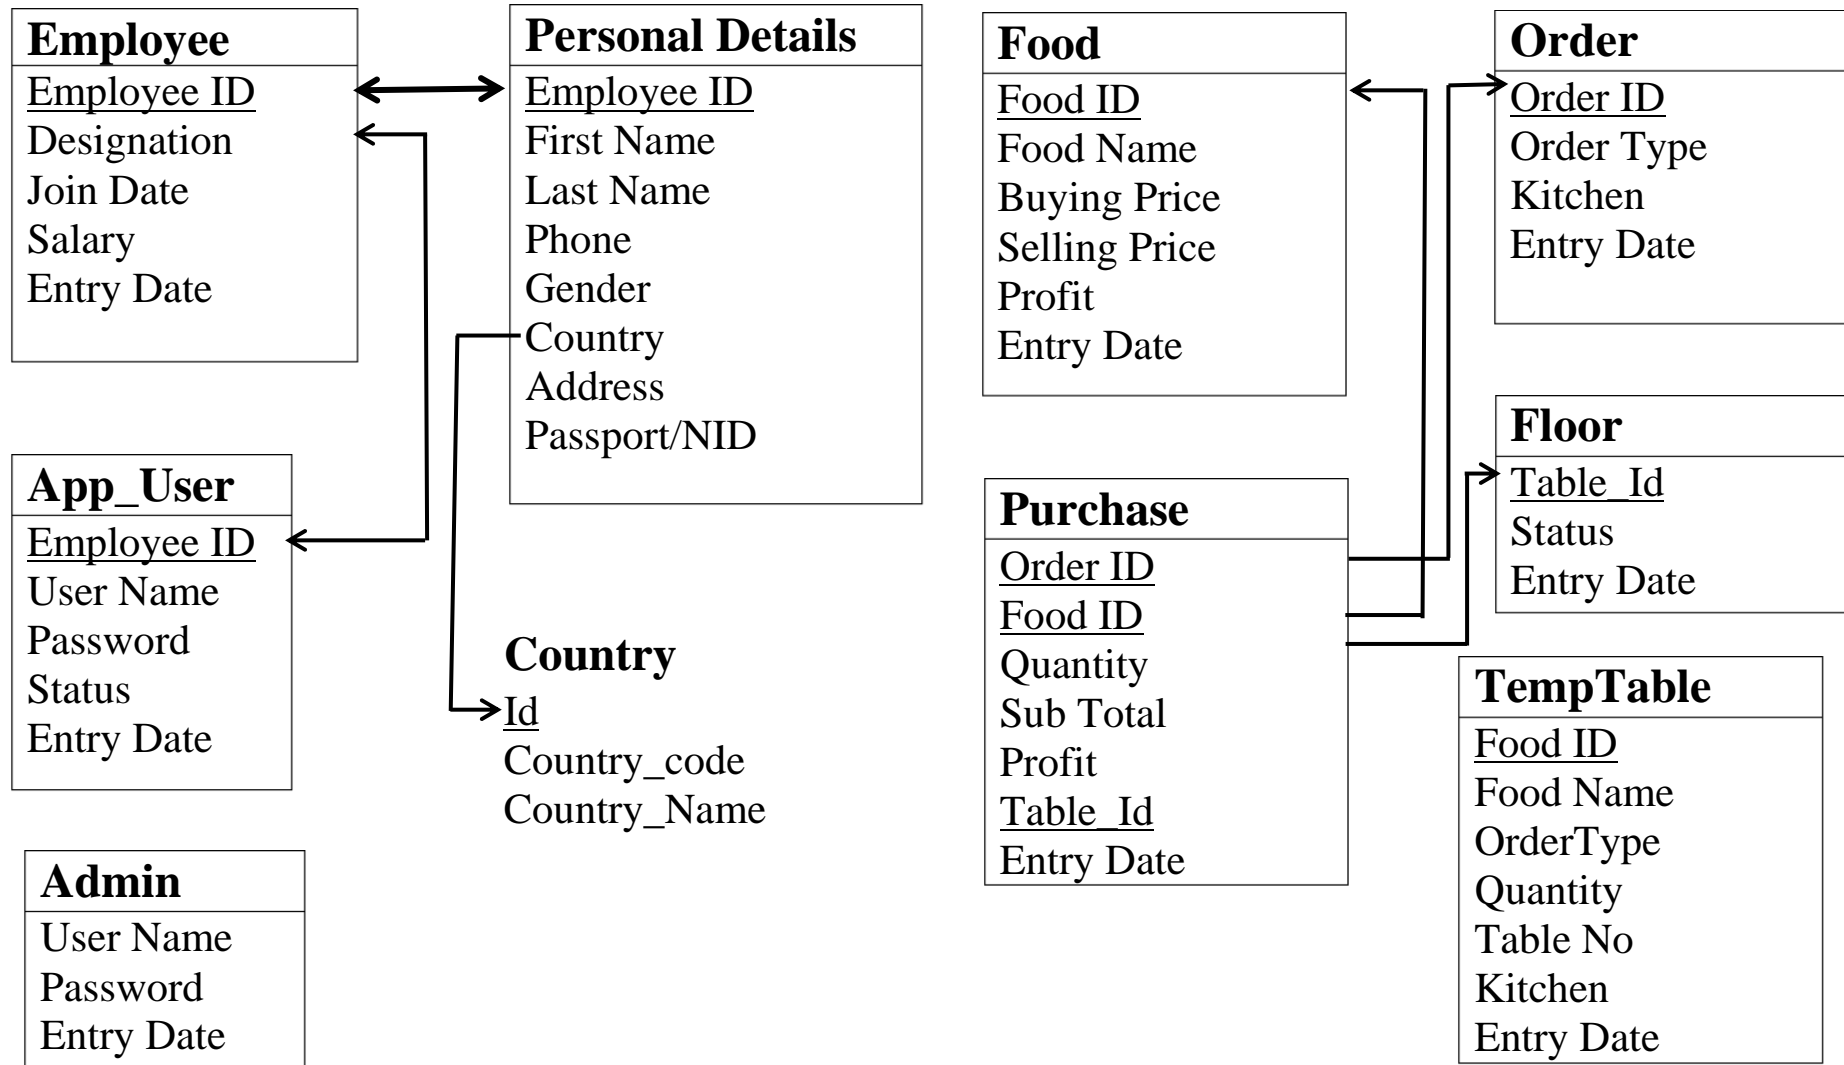 Employee
Employee ID
Designation
Join Date
Salary
Entry Date
Personal Details
Employee ID
First Name
Last Name
Phone
Gender
Country
Address
Passport/NID
App_User
Employee ID
User Name
Password
Status
Entry Date
Country
Id
Country_code
Country_Name
Admin
User Name
Password
Entry Date
Food
Food ID
Food Name
Buying Price
Selling Price
Profit
Entry Date
Order
Order ID
Order Type
Kitchen
Entry Date
Floor
Table_Id
Status
Entry Date
Purchase
Order ID
Food ID
Quantity
Sub Total
Profit
Table_Id
Entry Date
TempTable
Food ID
Food Name
OrderType
Quantity
Table No
Kitchen
Entry Date